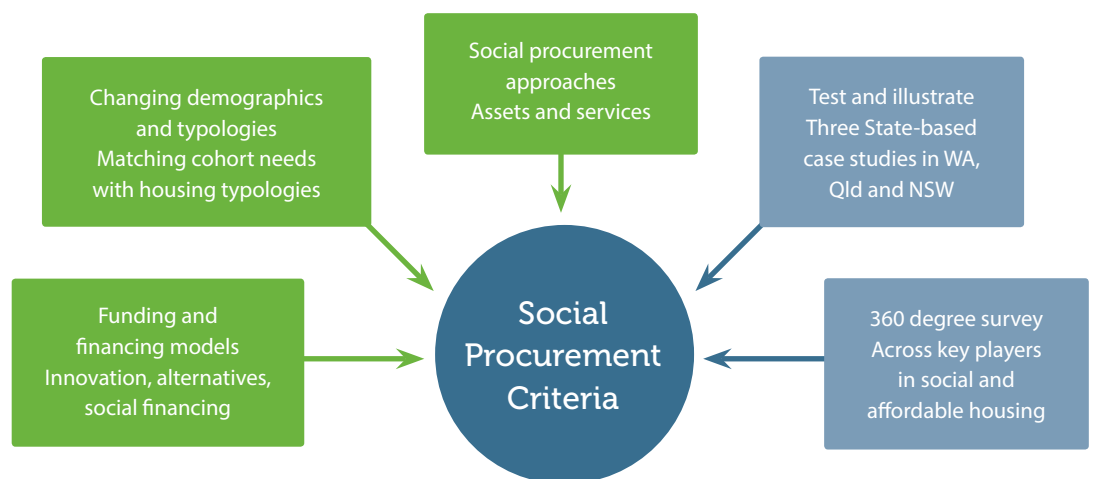 Social procurement
approaches
Assets and services
Changing demographics
and typologies
Matching cohort needs
with housing typologies
Test and illustrate
Three State-based
case studies in WA,
Qld and NSW
Funding and
financing models
Innovation, alternatives,
social financing
Social
Procurement
Criteria
360 degree survey
Across key players
in social and
affordable housing